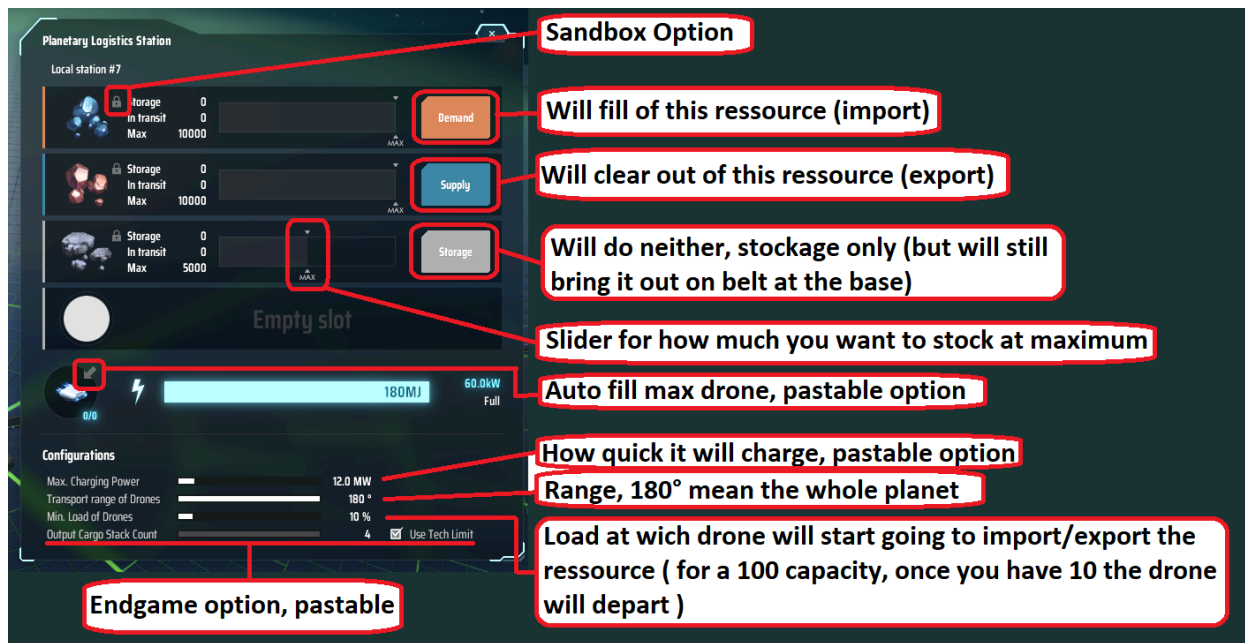 Planetary Logistics Station
×
Sandbox Option
Local station #7
Storage 0
In transit 0
Max 10000
MAX
Demand
Will fill of this ressource (import)
Storage 0
In transit 0
Max 10000
MAX
Supply
Will clear out of this ressource (export)
Storage 0
In transit 0
Max 5000
MAX
Storage
Will do neither, stockage only (but will still
bring it out on belt at the base)
Empty slot
Slider for how much you want to stock at maximum
0/0
180MJ
60.0kW
Full
Auto fill max drone, pastable option
Configurations
Max. Charging Power 12.0 MW
Transport range of Drones 180 °
Min. Load of Drones 10 %
Output Cargo Stack Count 4 Use Tech Limit
How quick it will charge, pastable option
Range, 180° mean the whole planet
Load at wich drone will start going to import/export the
ressource ( for a 100 capacity, once you have 10 the drone
will depart )
Endgame option, pastable